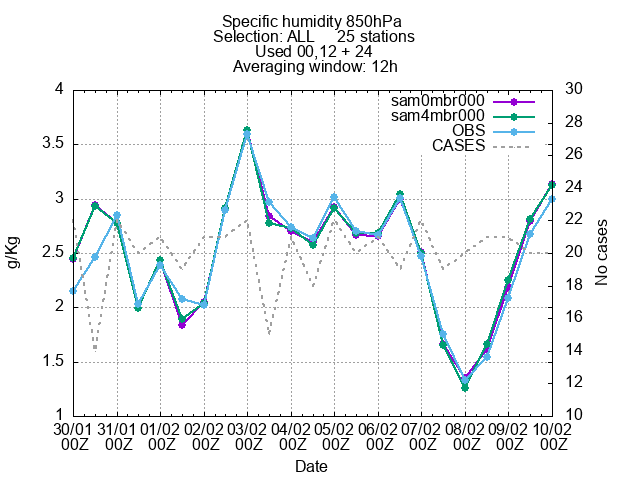 Specific humidity 850hPa
Selection: ALL 25 stations
Used 00,12 + 24
Averaging window: 12h
sam0mbr000
sam4mbr000
OBS
CASES
4
3.5
3
2.5
2
1.5
1
g/Kg
30
28
26
24
22
20
18
16
14
12
10
No cases
30/01 31/01 01/02 02/02 03/02 04/02 05/02 06/02 07/02 08/02 09/02 10/02
00Z 00Z 00Z 00Z 00Z 00Z 00Z 00Z 00Z 00Z 00Z 00Z
Date